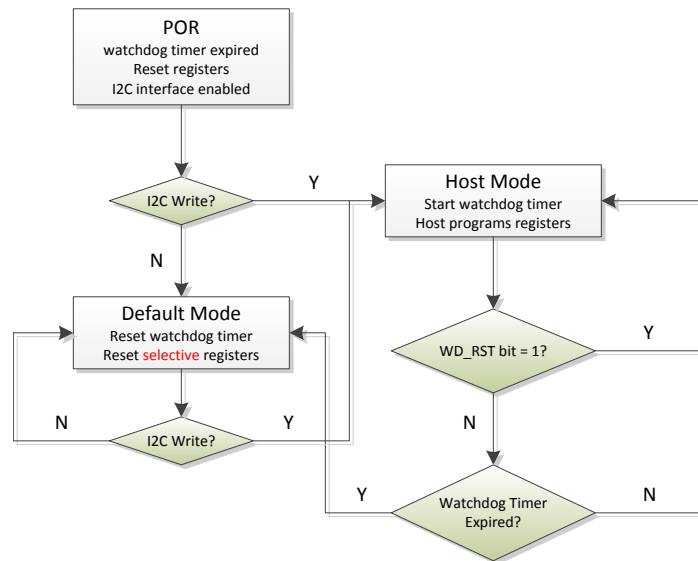 POR
watchdog timer expired
Reset registers
I2C interface enabled
I2C Write?
Y
N
Host Mode
Start watchdog timer
Host programs registers
Default Mode
Reset watchdog timer
Reset selective registers
WD_RST bit = 1?
Y
N
I2C Write?
N
Y
Watchdog Timer
Expired?
Y
N